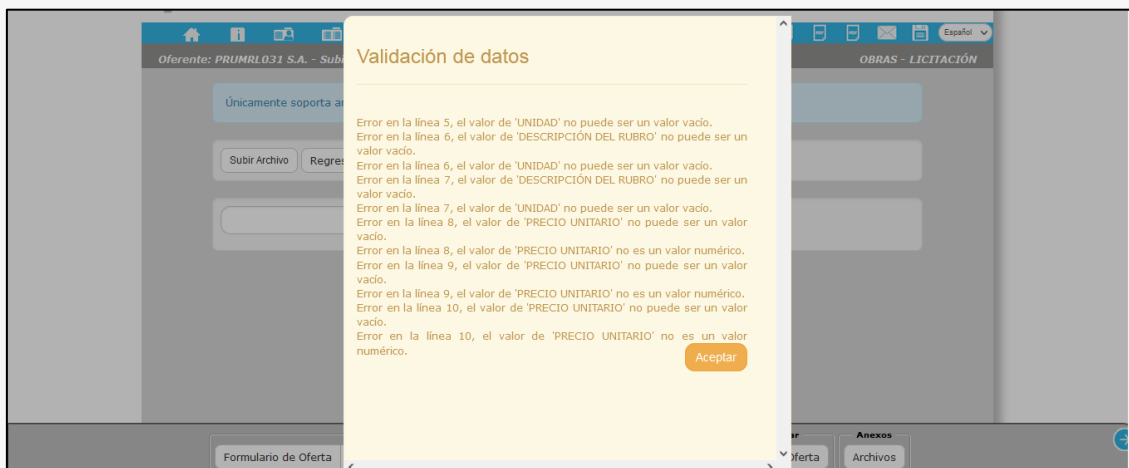 Español
Oferente: PRUMRL031 S.A. - Subi
OBRAS - LICITACIÓN
Validación de datos
Únicamente soporta ar
Error en la línea 5, el valor de 'UNIDAD' no puede ser un valor vacío.
Error en la línea 6, el valor de 'DESCRIPCIÓN DEL RUBRO' no puede ser un
valor vacío.
Error en la línea 6, el valor de 'UNIDAD' no puede ser un valor vacío.
Error en la línea 7, el valor de 'DESCRIPCIÓN DEL RUBRO' no puede ser un
valor vacío.
Error en la línea 7, el valor de 'UNIDAD' no puede ser un valor vacío.
Error en la línea 8, el valor de 'PRECIO UNITARIO' no puede ser un valor
vacío.
Error en la línea 8, el valor de 'PRECIO UNITARIO' no es un valor numérico.
Error en la línea 9, el valor de 'PRECIO UNITARIO' no puede ser un valor
vacío.
Error en la línea 9, el valor de 'PRECIO UNITARIO' no es un valor numérico.
Error en la línea 10, el valor de 'PRECIO UNITARIO' no puede ser un valor
vacío.
Error en la línea 10, el valor de 'PRECIO UNITARIO' no es un valor
numérico.
Aceptar
Subir Archivo
Regres
Formulario de Oferta
ar
Oferta
Anexos
Archivos